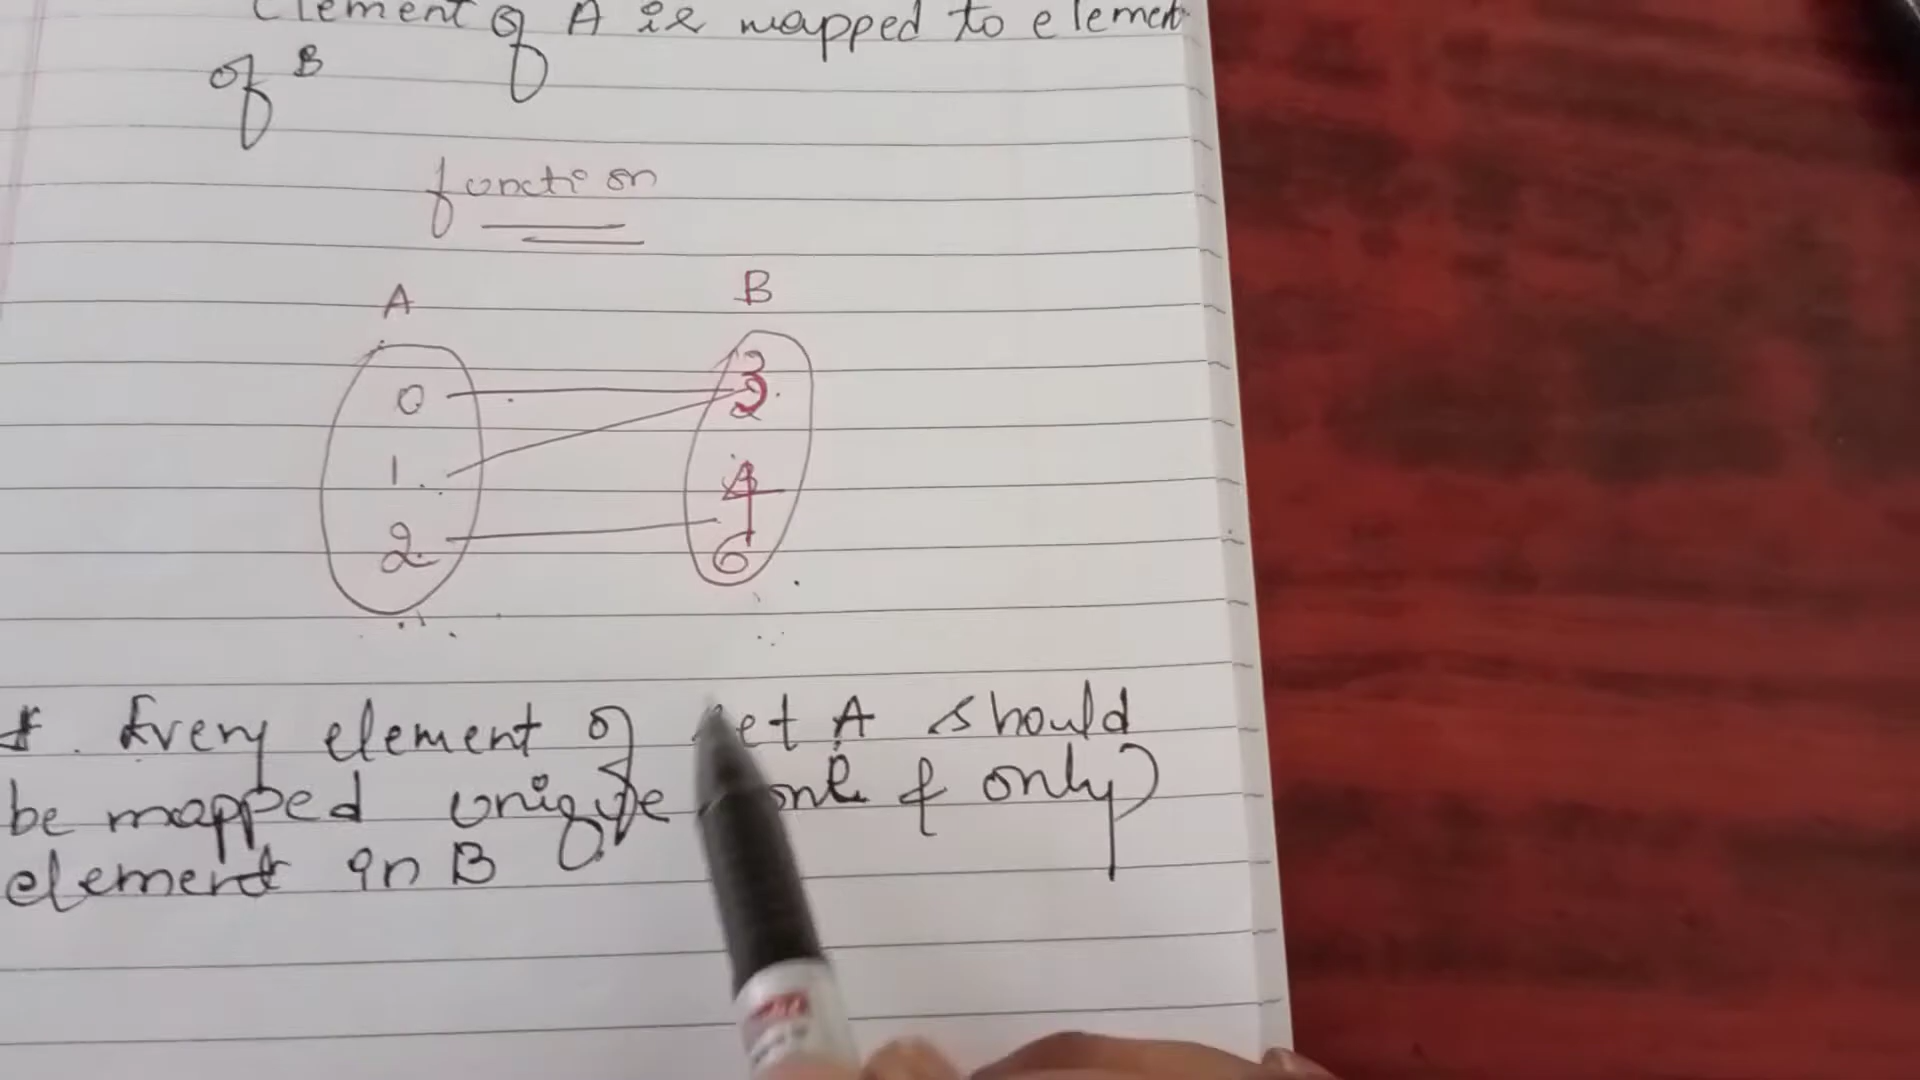 Element of A is mapped to element
of B
function
A B
0 3
1 4
2 6
*. Every element of set A should
be mapped unique one & only
element in B